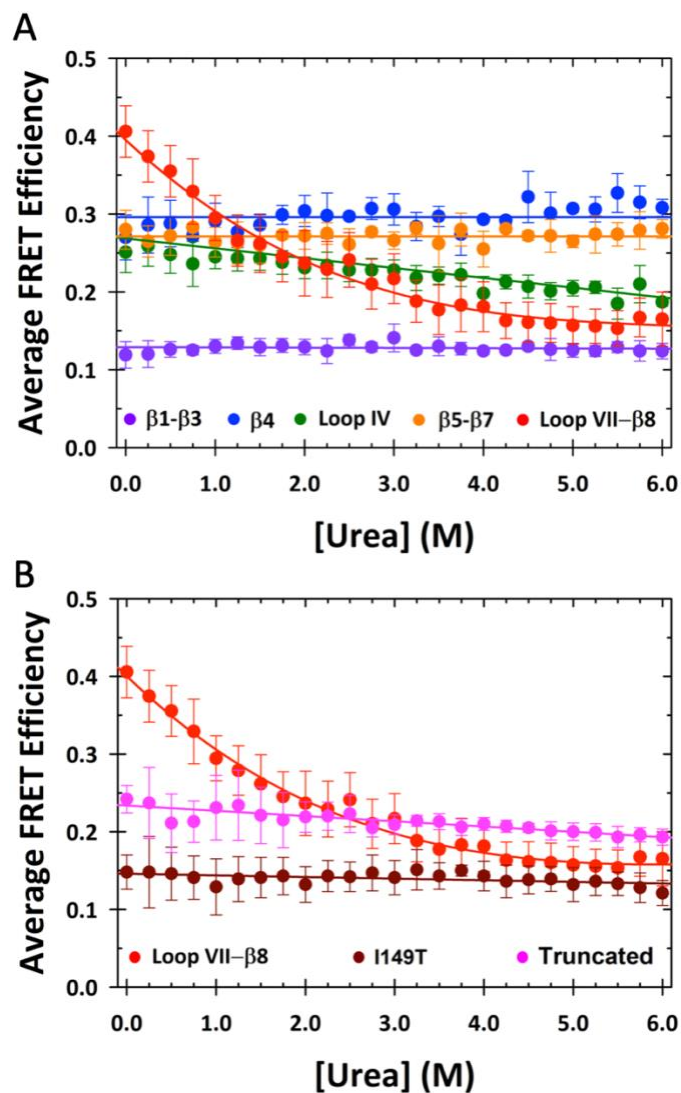 A
0.5
0.4
0.3
0.2
0.1
0.0
Average FRET Efficiency
β1-β3 β4 Loop IV β5-β7 Loop VII–β8
0.0 1.0 2.0 3.0 4.0 5.0 6.0
[Urea] (M)
B
0.5
0.4
0.3
0.2
0.1
0.0
Average FRET Efficiency
Loop VII–β8 I149T Truncated
0.0 1.0 2.0 3.0 4.0 5.0 6.0
[Urea] (M)